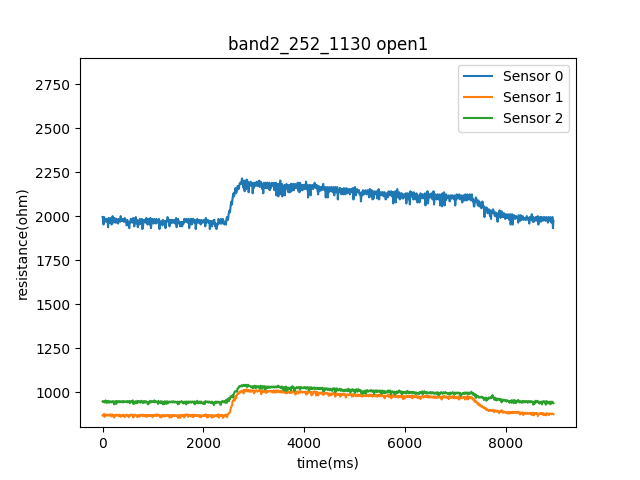 band2_252_1130 open1
Sensor 0
Sensor 1
Sensor 2
resistance(ohm)
2750
2500
2250
2000
1750
1500
1250
1000
0 2000 4000 6000 8000
time(ms)